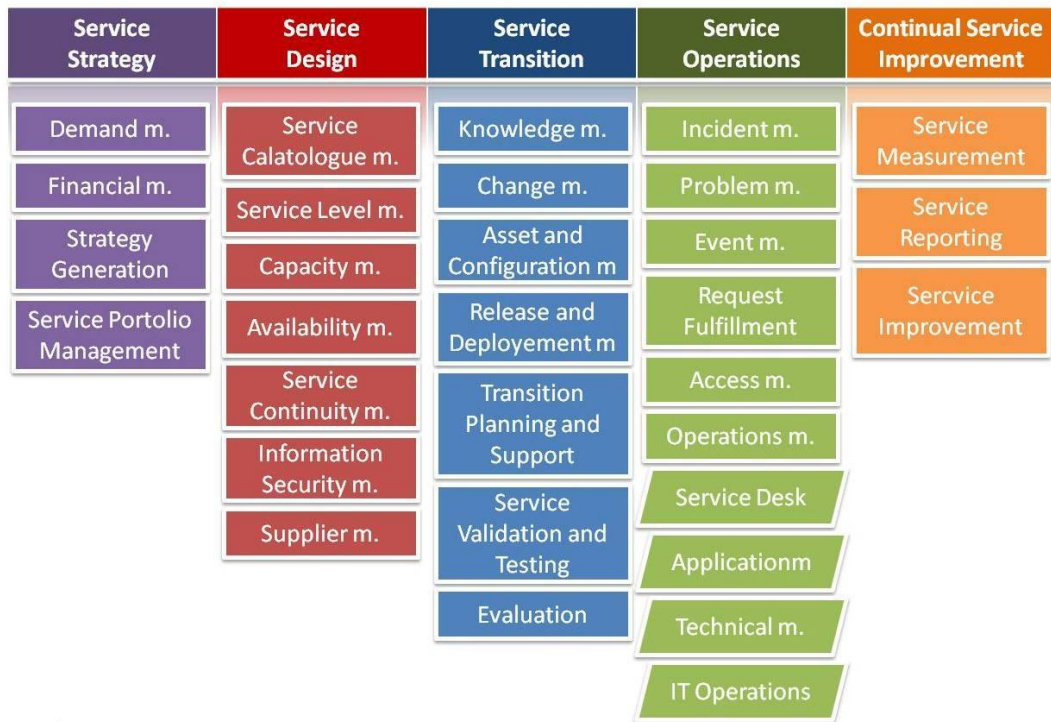 Service
Strategy
Service
Design
Service
Transition
Service
Operations
Continual Service
Improvement
Demand m.
Financial m.
Strategy
Generation
Service Portolio
Management
Service
Calatologue m.
Service Level m.
Capacity m.
Availability m.
Service
Continuity m.
Information
Security m.
Supplier m.
Knowledge m.
Change m.
Asset and
Configuration m
Release and
Deployement m
Transition
Planning and
Support
Service
Validation and
Testing
Evaluation
Incident m.
Problem m.
Event m.
Request
Fulfillment
Access m.
Operations m.
Service Desk
Applicationm
Technical m.
IT Operations
Service
Measurement
Service
Reporting
Sercvice
Improvement